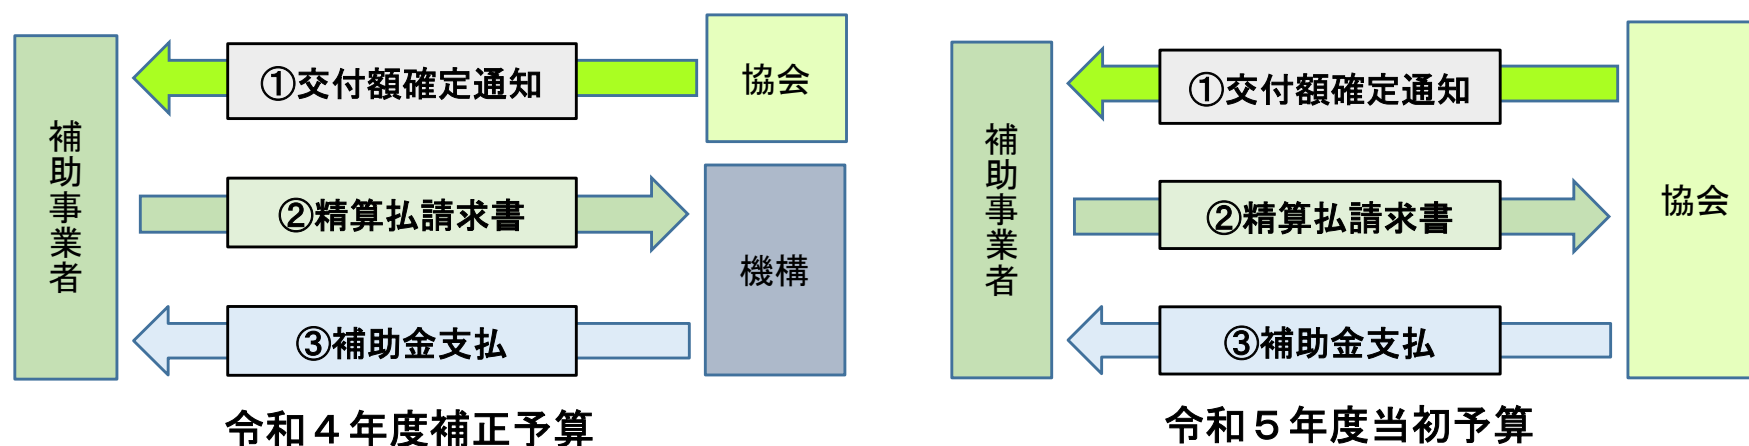 補助事業者
①交付額確定通知
協会
②精算払請求書
機構
③補助金支払
令和４年度補正予算
補助事業者
①交付額確定通知
②精算払請求書
協会
③補助金支払
令和５年度当初予算